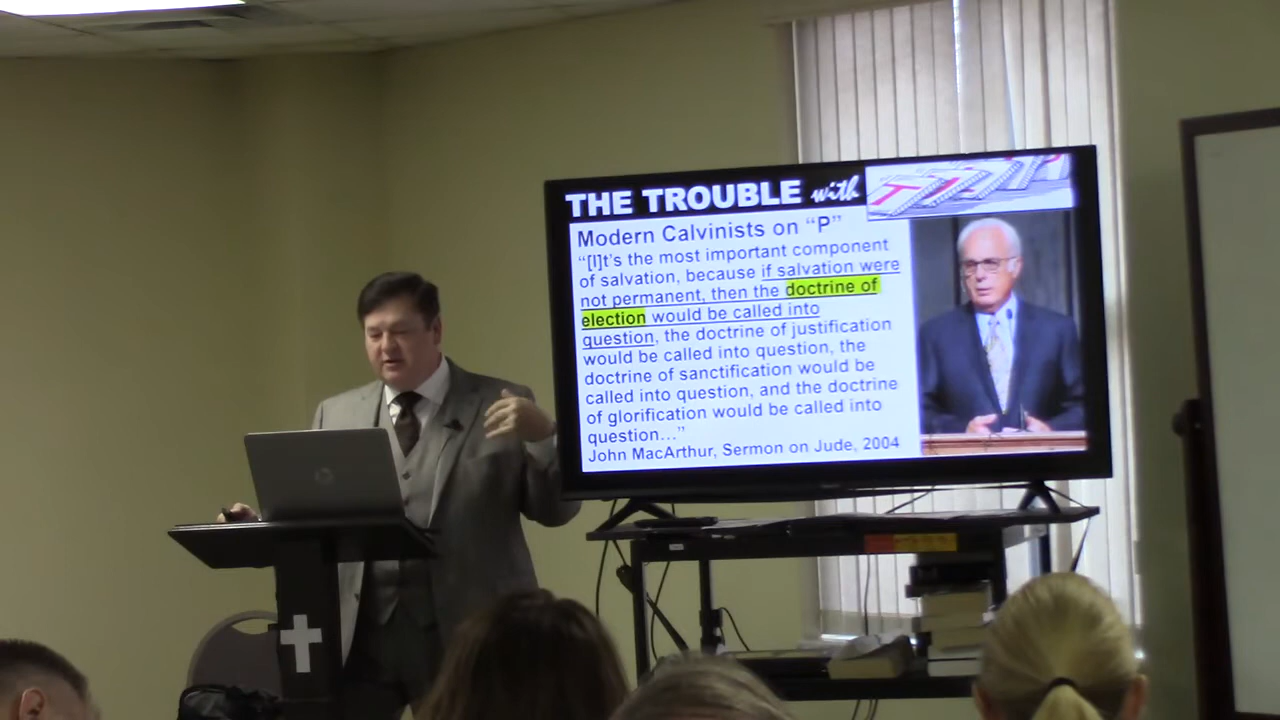 THE TROUBLE with
Modern Calvinists on “P”
“[I]t’s the most important component
of salvation, because if salvation were
not permanent, then the doctrine of
election would be called into
question, the doctrine of justification
would be called into question, the
doctrine of sanctification would be
called into question, and the doctrine
of glorification would be called into
question…”
John MacArthur, Sermon on Jude, 2004
hp